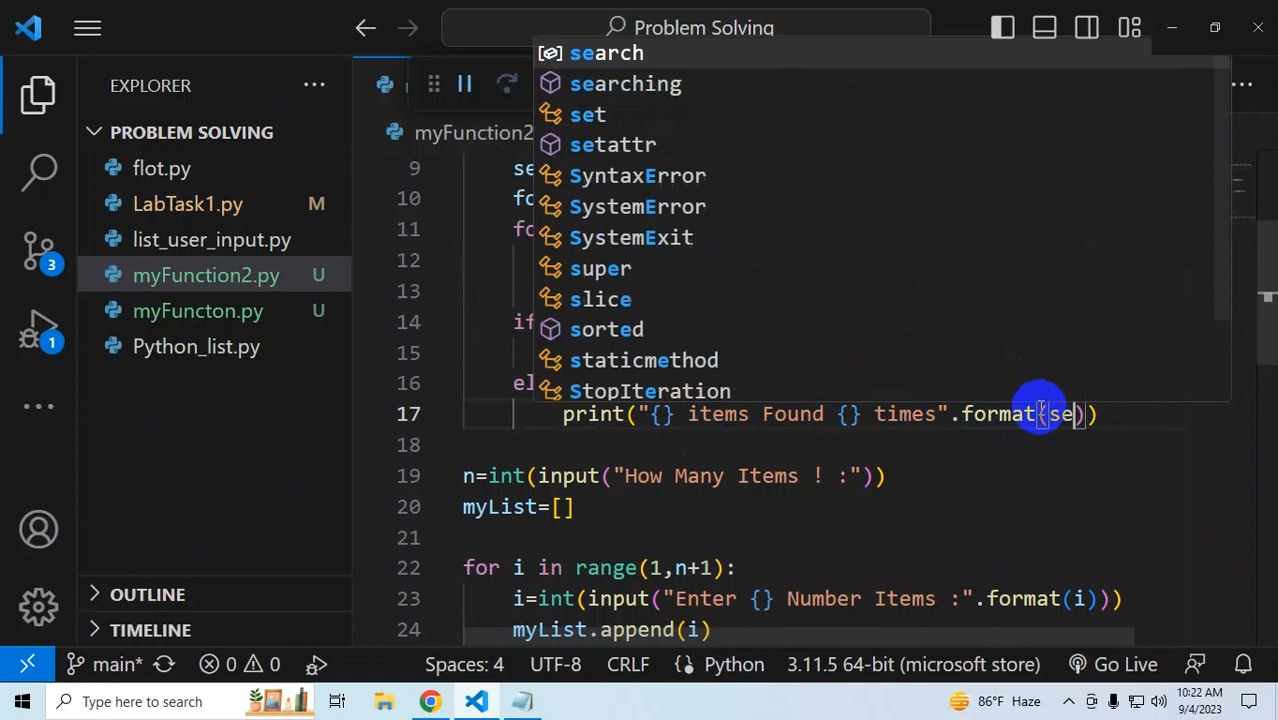 Problem Solving
EXPLORER
PROBLEM SOLVING
flot.py
LabTask1.py M
list_user_input.py
myFunction2.py U
myFuncton.py U
Python_list.py
OUTLINE
TIMELINE
3
1
myFunction2
search
searching
set
setattr
SyntaxError
SystemError
SystemExit
super
slice
sorted
staticmethod
StopIteration
9 se
10 fo
11 fo
12
13
14 if
15
16 el
17 print("{} items Found {} times".format(se))
18
19 n=int(input("How Many Items ! :"))
20 myList=[]
21
22 for i in range(1,n+1):
23 i=int(input("Enter {} Number Items :".format(i)))
24 myList.append(i)
main* 0 0 Spaces: 4 UTF-8 CRLF Python 3.11.5 64-bit (microsoft store) Go Live
Type here to search 86°F Haze 10:22 AM
9/4/2023